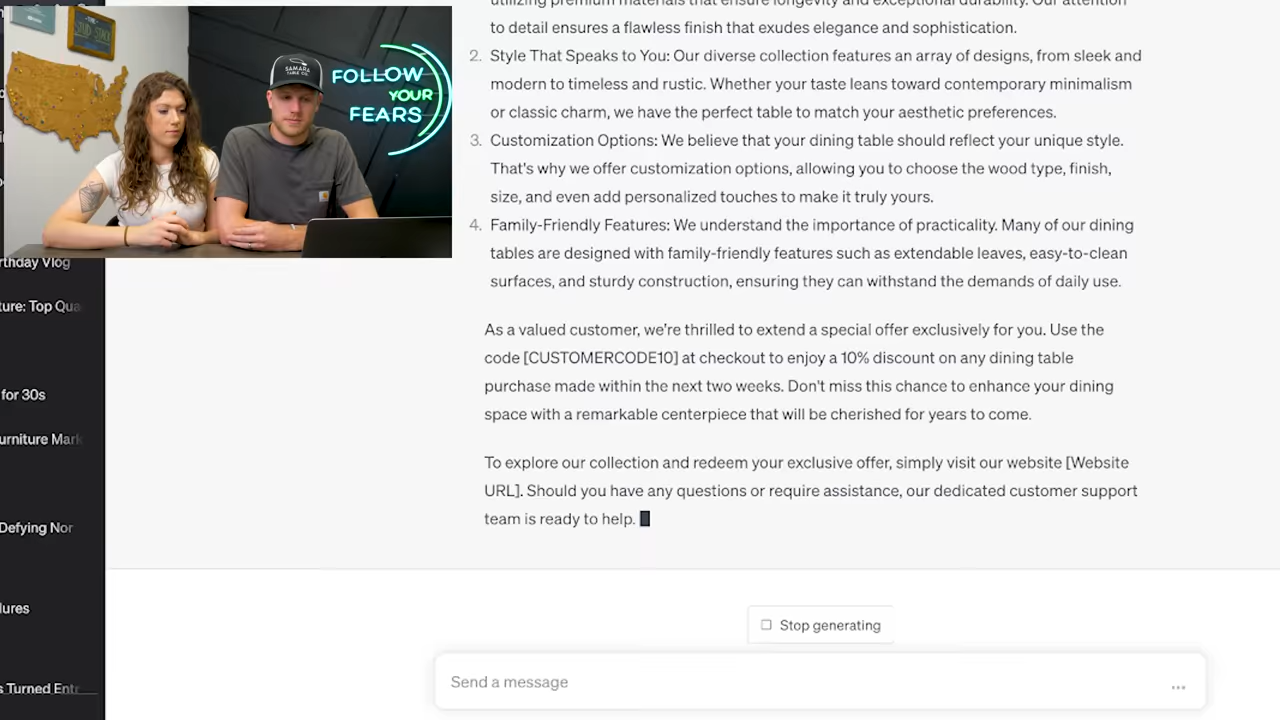 utilizing premium materials that ensure longevity and exceptional durability. Our attention
to detail ensures a flawless finish that exudes elegance and sophistication.
2. Style That Speaks to You: Our diverse collection features an array of designs, from sleek and
modern to timeless and rustic. Whether your taste leans toward contemporary minimalism
or classic charm, we have the perfect table to match your aesthetic preferences.
3. Customization Options: We believe that your dining table should reflect your unique style.
That's why we offer customization options, allowing you to choose the wood type, finish,
size, and even add personalized touches to make it truly yours.
4. Family-Friendly Features: We understand the importance of practicality. Many of our dining
tables are designed with family-friendly features such as extendable leaves, easy-to-clean
surfaces, and sturdy construction, ensuring they can withstand the demands of daily use.
As a valued customer, we're thrilled to extend a special offer exclusively for you. Use the
code [CUSTOMERCODE10] at checkout to enjoy a 10% discount on any dining table
purchase made within the next two weeks. Don't miss this chance to enhance your dining
space with a remarkable centerpiece that will be cherished for years to come.
To explore our collection and redeem your exclusive offer, simply visit our website [Website
URL]. Should you have any questions or require assistance, our dedicated customer support
team is ready to help.
Stop generating
Send a message
...
THE
STUD STACK
SAMARA
TABLE CO.
FOLLOW
YOUR
FEARS
rthday Vlog
ture: Top Qua
for 30s
urniture Mark
Defying Nor
lures
s Turned Entr